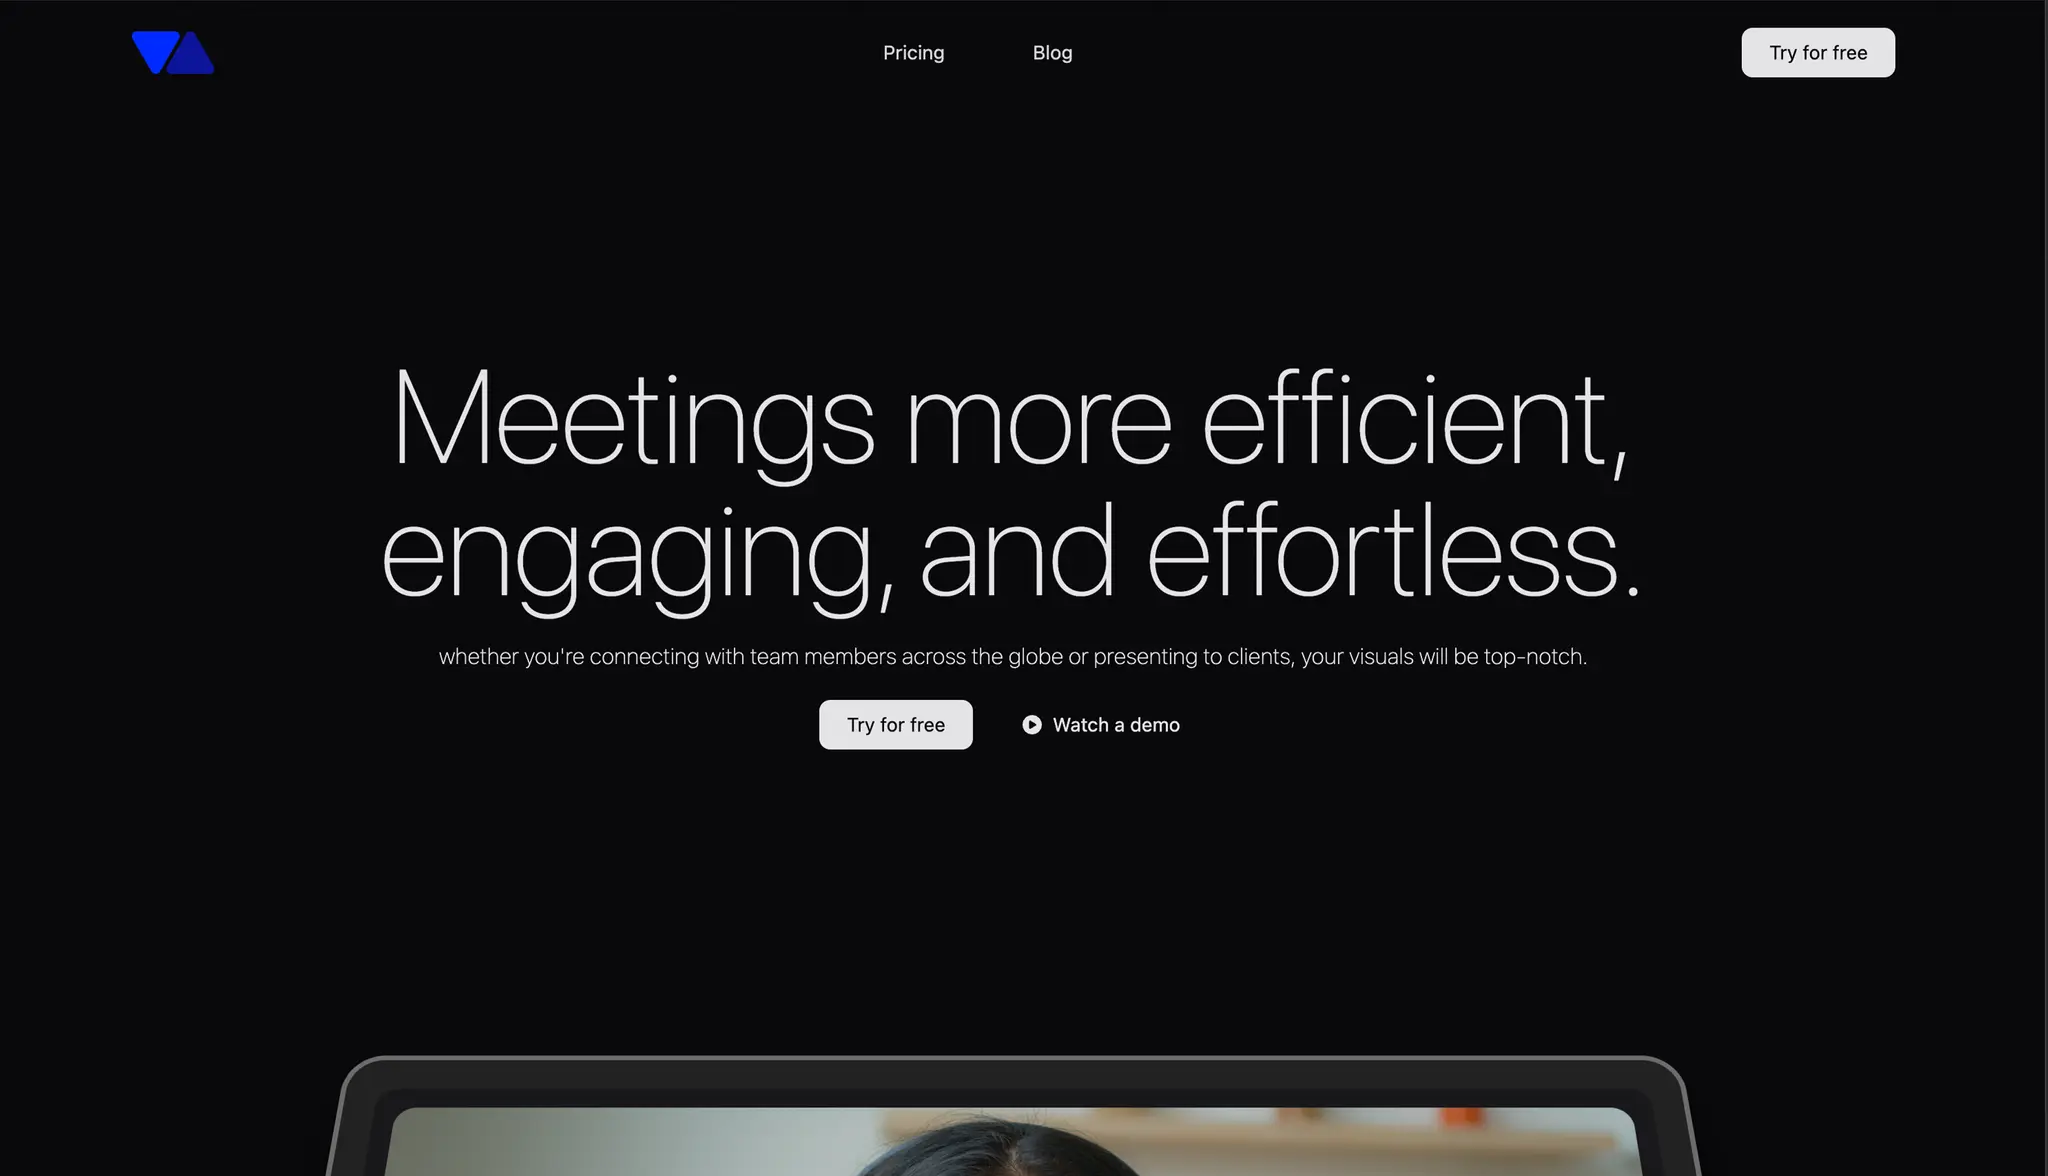 Pricing
Blog
Try for free
Meetings more efficient,
engaging, and effortless.
whether you're connecting with team members across the globe or presenting to clients, your visuals will be top-notch.
Try for free
Watch a demo